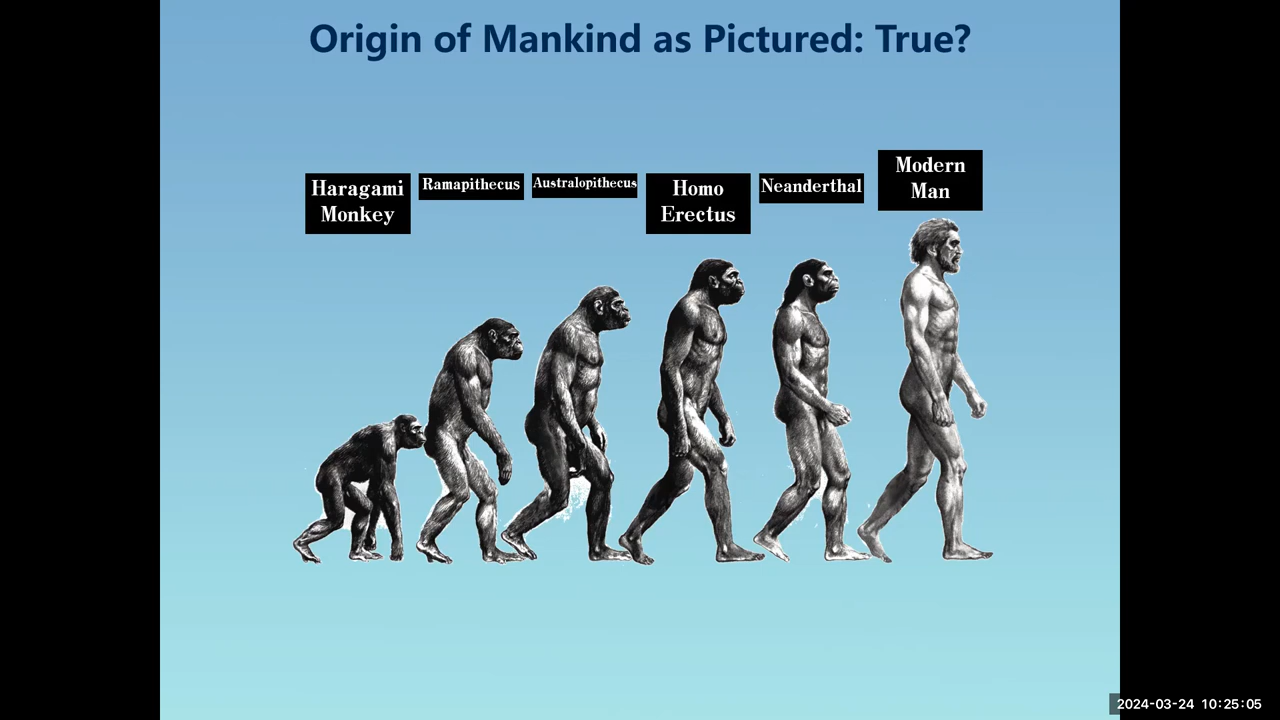 Origin of Mankind as Pictured: True?
Haragami
Monkey
Ramapithecus
Australopithecus
Homo
Erectus
Neanderthal
Modern
Man
2024-03-24 10:25:05